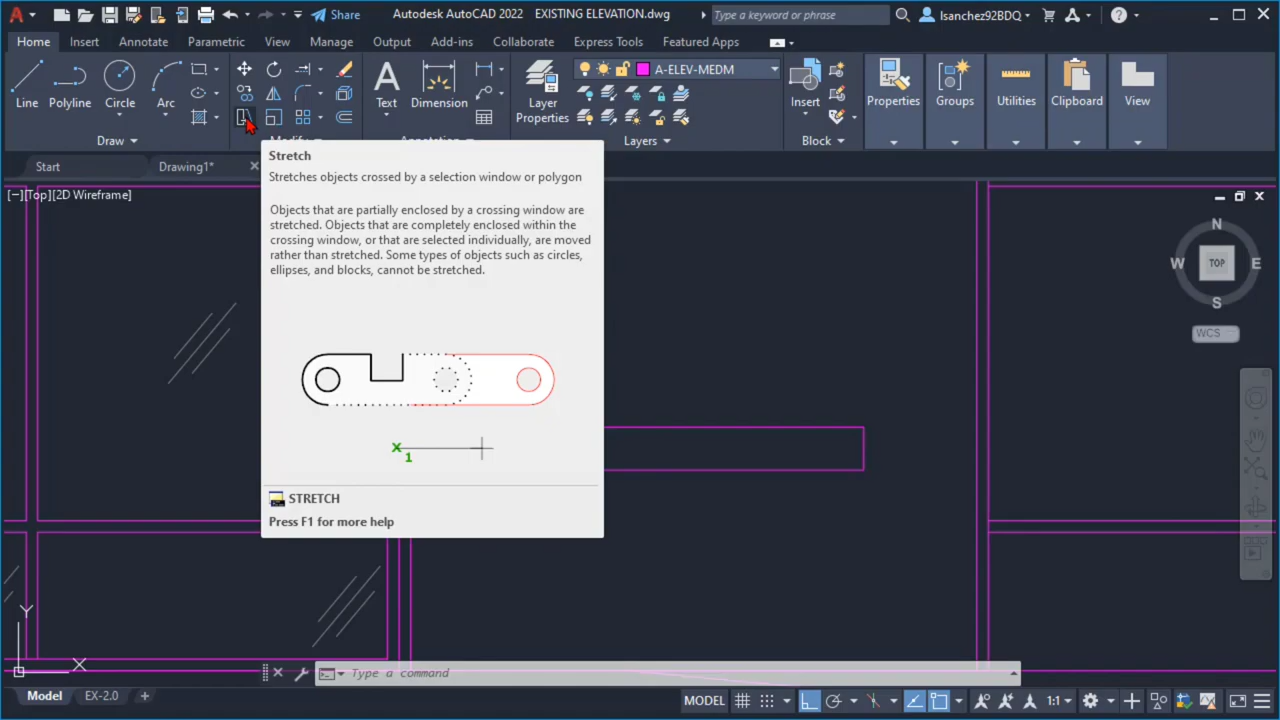 Share
Autodesk AutoCAD 2022
EXISTING ELEVATION.dwg
Type a keyword or phrase
lsanchez92BDQ
Home
Insert
Annotate
Parametric
View
Manage
Output
Add-ins
Collaborate
Express Tools
Featured Apps
Line
Polyline
Circle
Arc
Text
Dimension
Layer
Properties
A-ELEV-MEDM
Insert
Properties
Groups
Utilities
Clipboard
View
Draw
Layers
Block
Start
Drawing1*
[−][Top][2D Wireframe]
Stretch
Stretches objects crossed by a selection window or polygon
Objects that are partially enclosed by a crossing window are
stretched. Objects that are completely enclosed within the
crossing window, or that are selected individually, are moved
rather than stretched. Some types of objects such as circles,
ellipses, and blocks, cannot be stretched.
1
STRETCH
Press F1 for more help
N
W
TOP
E
S
WCS
Y
X
Type a command
Model
EX-2.0
MODEL
1:1